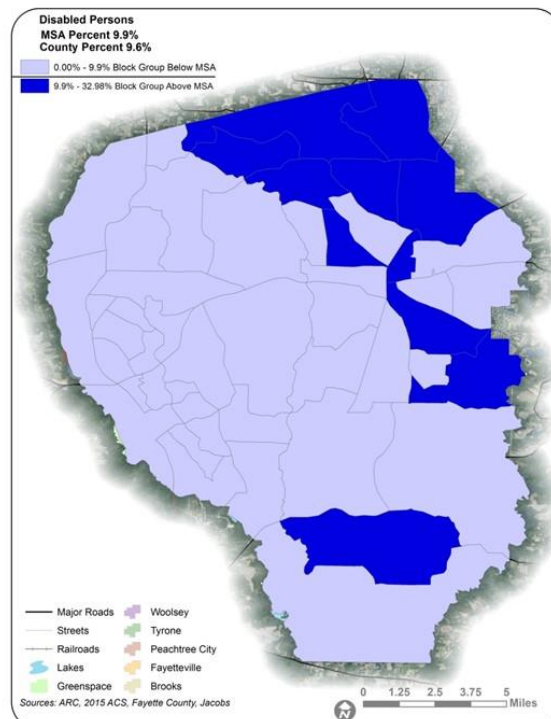 Disabled Persons
MSA Percent 9.9%
County Percent 9.6%
0.00% - 9.9% Block Group Below MSA
9.9% - 32.98% Block Group Above MSA
Major Roads
Streets
Railroads
Lakes
Greenspace
Woolsey
Tyrone
Peachtree City
Fayetteville
Brooks
Sources: ARC, 2015 ACS, Fayette County, Jacobs
N
0 1.25 2.5 3.75 5
Miles